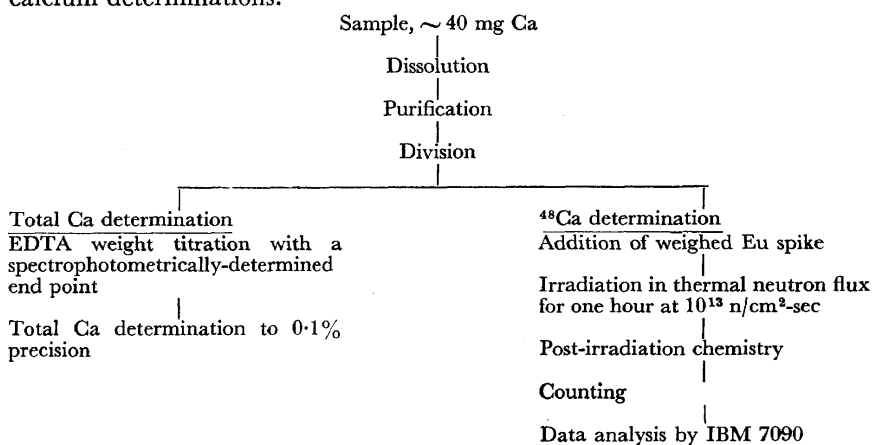 calcium determinations.
Sample, ~ 40 mg Ca
Dissolution
Purification
Division
Total Ca determination
EDTA weight titration with a
spectrophotometrically-determined
end point
Total Ca determination to 0·1%
precision
⁴⁸Ca determination
Addition of weighed Eu spike
Irradiation in thermal neutron flux
for one hour at 10¹³ n/cm²-sec
Post-irradiation chemistry
Counting
Data analysis by IBM 7090